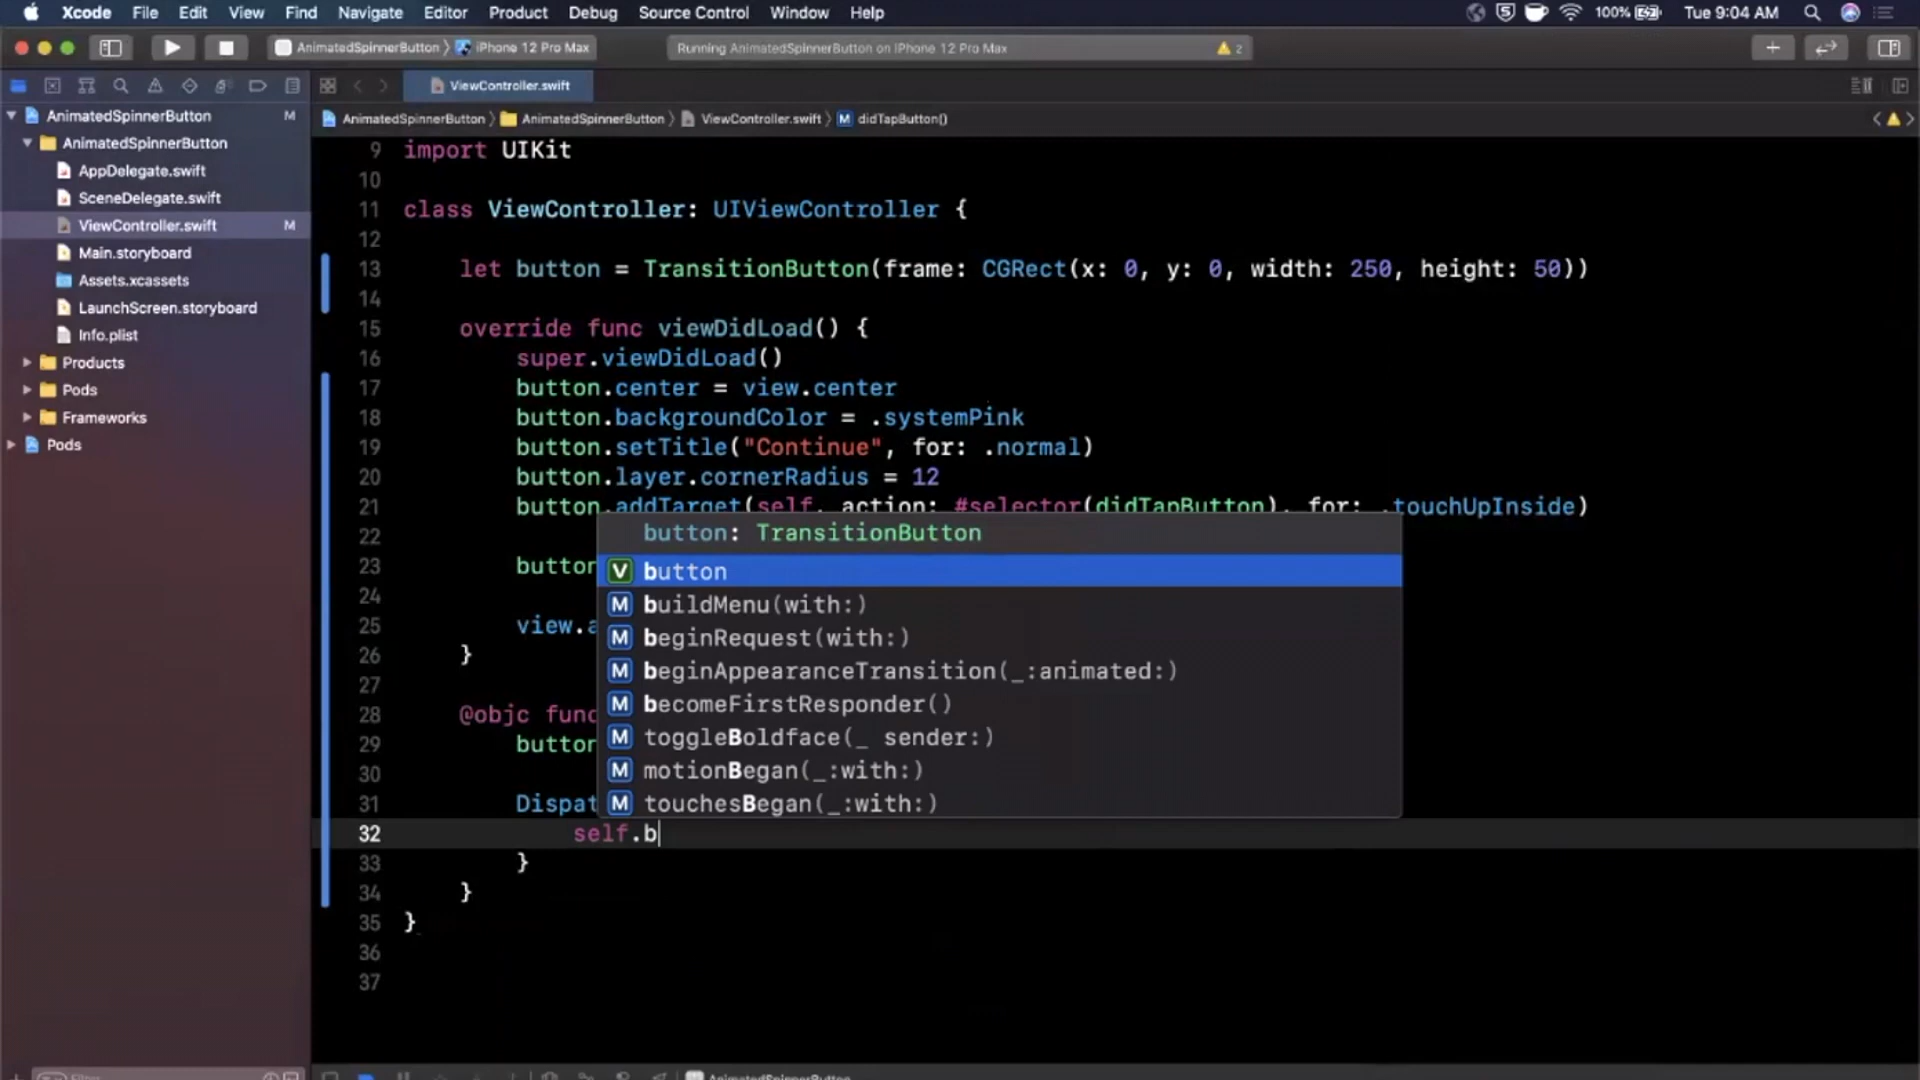 Xcode File Edit View Find Navigate Editor Product Debug Source Control Window Help 100% Tue 9:04 AM
AnimatedSpinnerButton 〉 iPhone 12 Pro Max Running AnimatedSpinnerButton on iPhone 12 Pro Max 2
ViewController.swift
AnimatedSpinnerButton M
AnimatedSpinnerButton 〉 AnimatedSpinnerButton 〉 ViewController.swift 〉 M didTapButton()
AnimatedSpinnerButton
AppDelegate.swift
SceneDelegate.swift
ViewController.swift M
Main.storyboard
Assets.xcassets
LaunchScreen.storyboard
Info.plist
Products
Pods
Frameworks
Pods
9 import UIKit
10
11 class ViewController: UIViewController {
12
13 let button = TransitionButton(frame: CGRect(x: 0, y: 0, width: 250, height: 50))
14
15 override func viewDidLoad() {
16 super.viewDidLoad()
17 button.center = view.center
18 button.backgroundColor = .systemPink
19 button.setTitle("Continue", for: .normal)
20 button.layer.cornerRadius = 12
21 button.addTarget(self, action: #selector(didTapButton), for: .touchUpInside)
22
button: TransitionButton
23 button
V button
24
M buildMenu(with:)
25 view.a
M beginRequest(with:)
26 }
M beginAppearanceTransition(_:animated:)
27
M becomeFirstResponder()
28 @objc func
M toggleBoldface(_ sender:)
29 button
M motionBegan(_:with:)
30
M touchesBegan(_:with:)
31 Dispat
32 self.b
33 }
34 }
35 }
36
37
Filter
AnimatedSpinnerButton